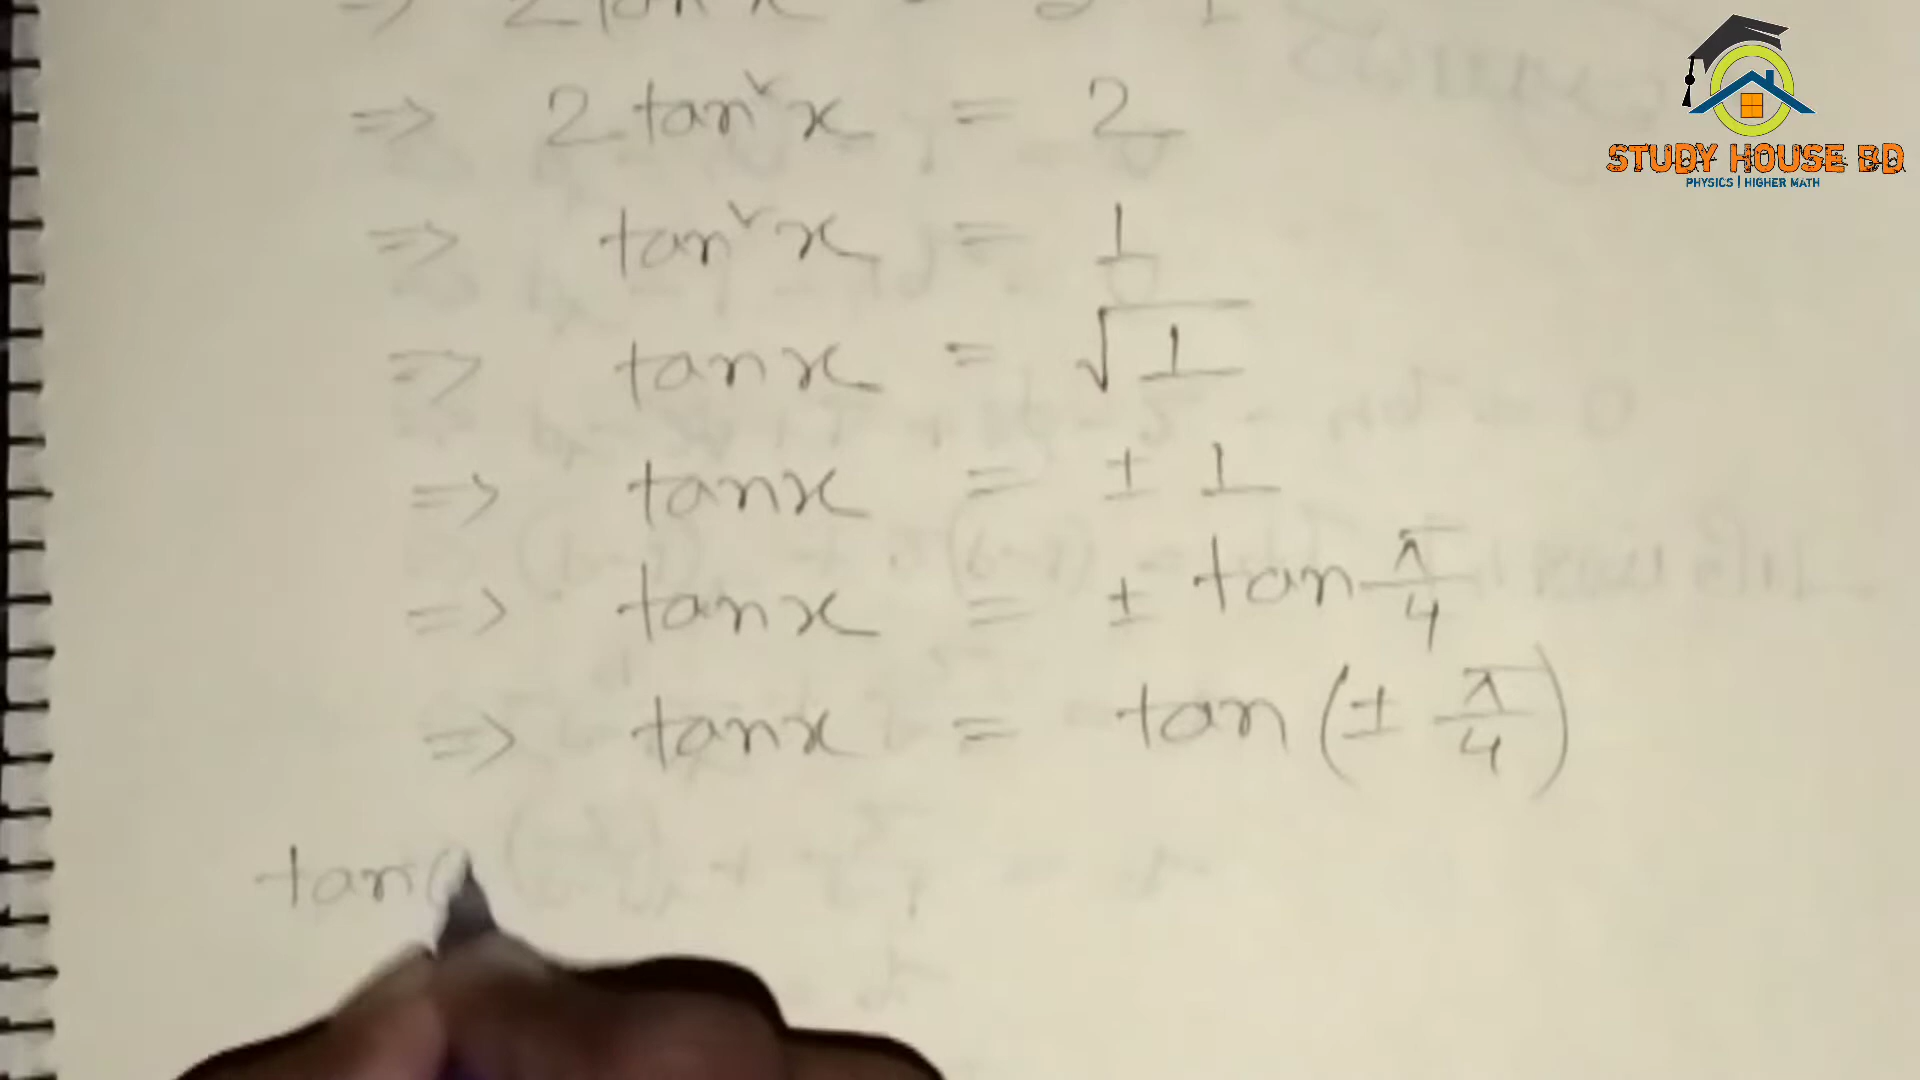 ⇒ 2 tan²x = 2
⇒ tan²x = 1
⇒ tanx = √1
⇒ tanx = ± 1
⇒ tanx = ± tan π/4
⇒ tanx = tan (± π/4)
tan
STUDY HOUSE BD
PHYSICS | HIGHER MATH